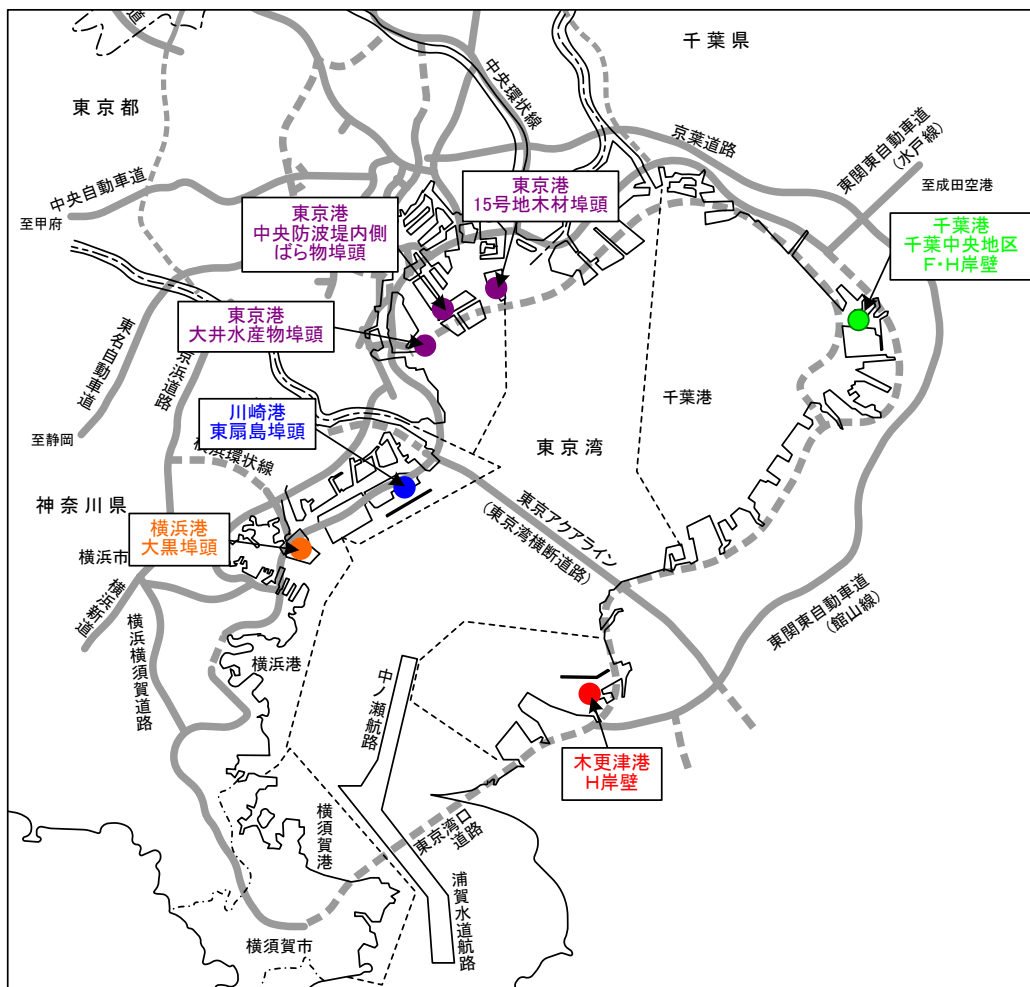 千葉県
東京都
道
中央環状線
京葉道路
東関東自動車道
(水戸線)
至成田空港
中央自動車道
至甲府
東京港
中央防波堤内側
ばら物埠頭
東京港
15号地木材埠頭
千葉港
千葉中央地区
F・H岸壁
東京港
大井水産物埠頭
東名自動車道
京浜道路
至静岡
千葉港
東京湾
川崎港
東扇島埠頭
横浜環状線
神奈川県
横浜港
大黒埠頭
横浜市
東京アクアライン
(東京湾横断道路)
東関東自動車道
(館山線)
横浜新道
横浜横須賀道路
横浜港
中ノ瀬航路
木更津港
H岸壁
東京湾口
道路
横須賀港
浦賀水道航路
横須賀市